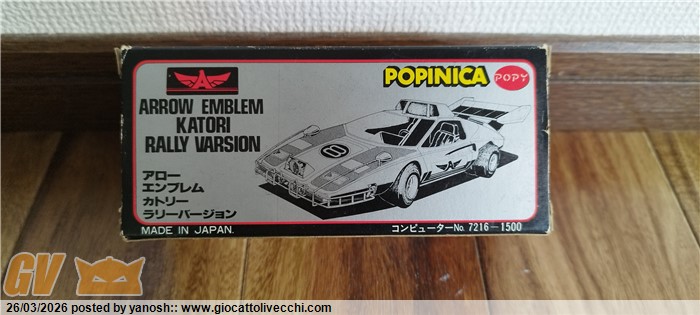 A
ARROW EMBLEM
KATORI
RALLY VARSION
アロー
エンブレム
カトリー
ラリーバージョン
MADE IN JAPAN.
POPINICA
POPY
8
A
コンピューターNo. 7216-1500
GV
26/03/2026 posted by yanosh:: www.giocattolivecchi.com